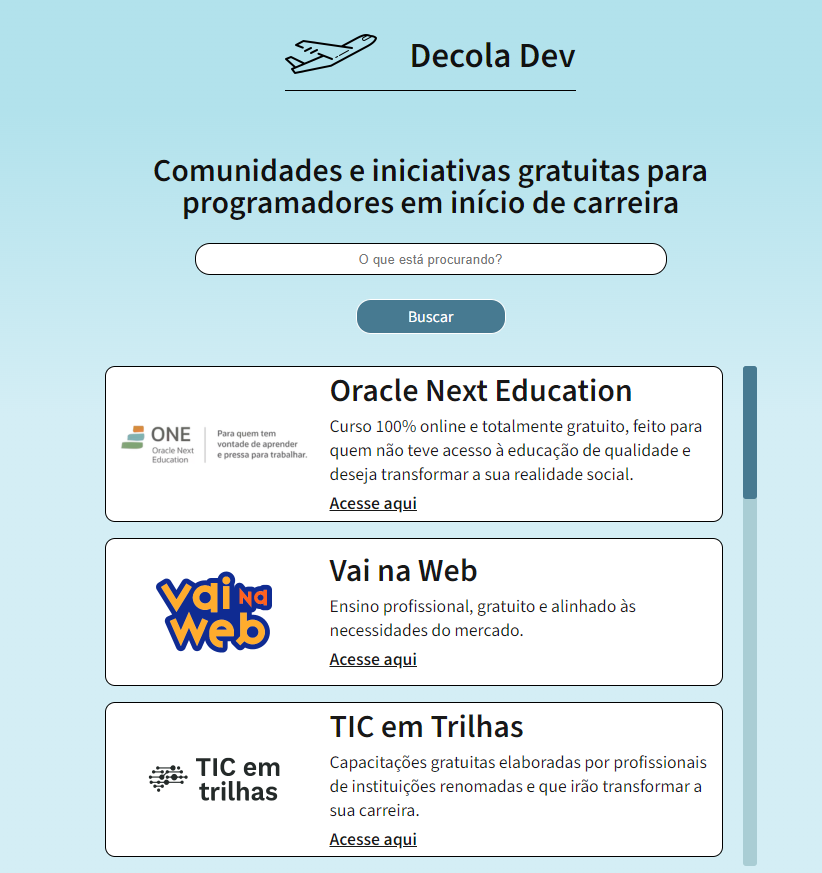 Decola Dev
Comunidades e iniciativas gratuitas para
programadores em início de carreira
O que está procurando?
Buscar
ONE
Oracle Next
Education
Para quem tem
vontade de aprender
e pressa para trabalhar.
Oracle Next Education
Curso 100% online e totalmente gratuito, feito para
quem não teve acesso à educação de qualidade e
deseja transformar a sua realidade social.
Acesse aqui
vai na
web
Vai na Web
Ensino profissional, gratuito e alinhado às
necessidades do mercado.
Acesse aqui
TIC em
trilhas
TIC em Trilhas
Capacitações gratuitas elaboradas por profissionais
de instituições renomadas e que irão transformar a
sua carreira.
Acesse aqui